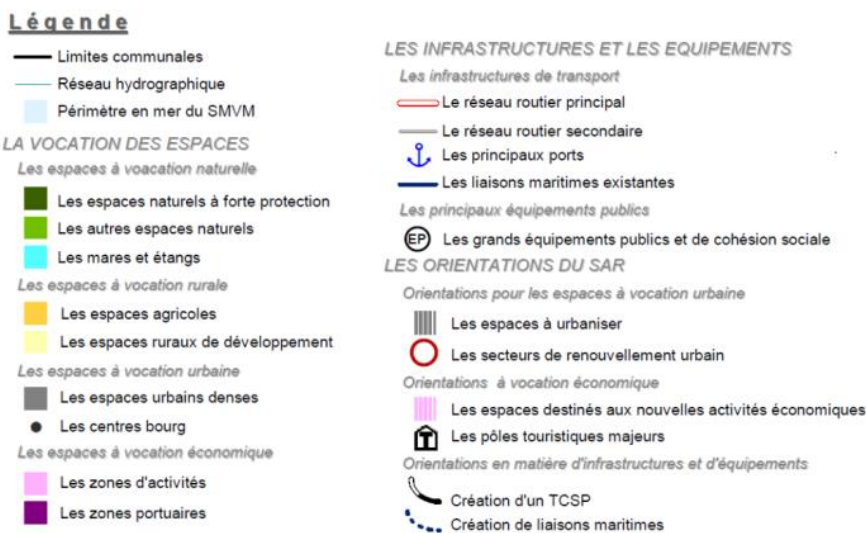 Légende
Limites communales
Réseau hydrographique
Périmètre en mer du SMVM
LA VOCATION DES ESPACES
Les espaces à voacation naturelle
Les espaces naturels à forte protection
Les autres espaces naturels
Les mares et étangs
Les espaces à vocation rurale
Les espaces agricoles
Les espaces ruraux de développement
Les espaces à vocation urbaine
Les espaces urbains denses
Les centres bourg
Les espaces à vocation économique
Les zones d'activités
Les zones portuaires
LES INFRASTRUCTURES ET LES EQUIPEMENTS
Les infrastructures de transport
Le réseau routier principal
Le réseau routier secondaire
Les principaux ports
Les liaisons maritimes existantes
Les principaux équipements publics
EP Les grands équipements publics et de cohésion sociale
LES ORIENTATIONS DU SAR
Orientations pour les espaces à vocation urbaine
Les espaces à urbaniser
Les secteurs de renouvellement urbain
Orientations à vocation économique
Les espaces destinés aux nouvelles activités économiques
T Les pôles touristiques majeurs
Orientations en matière d'infrastructures et d'équipements
Création d'un TCSP
Création de liaisons maritimes